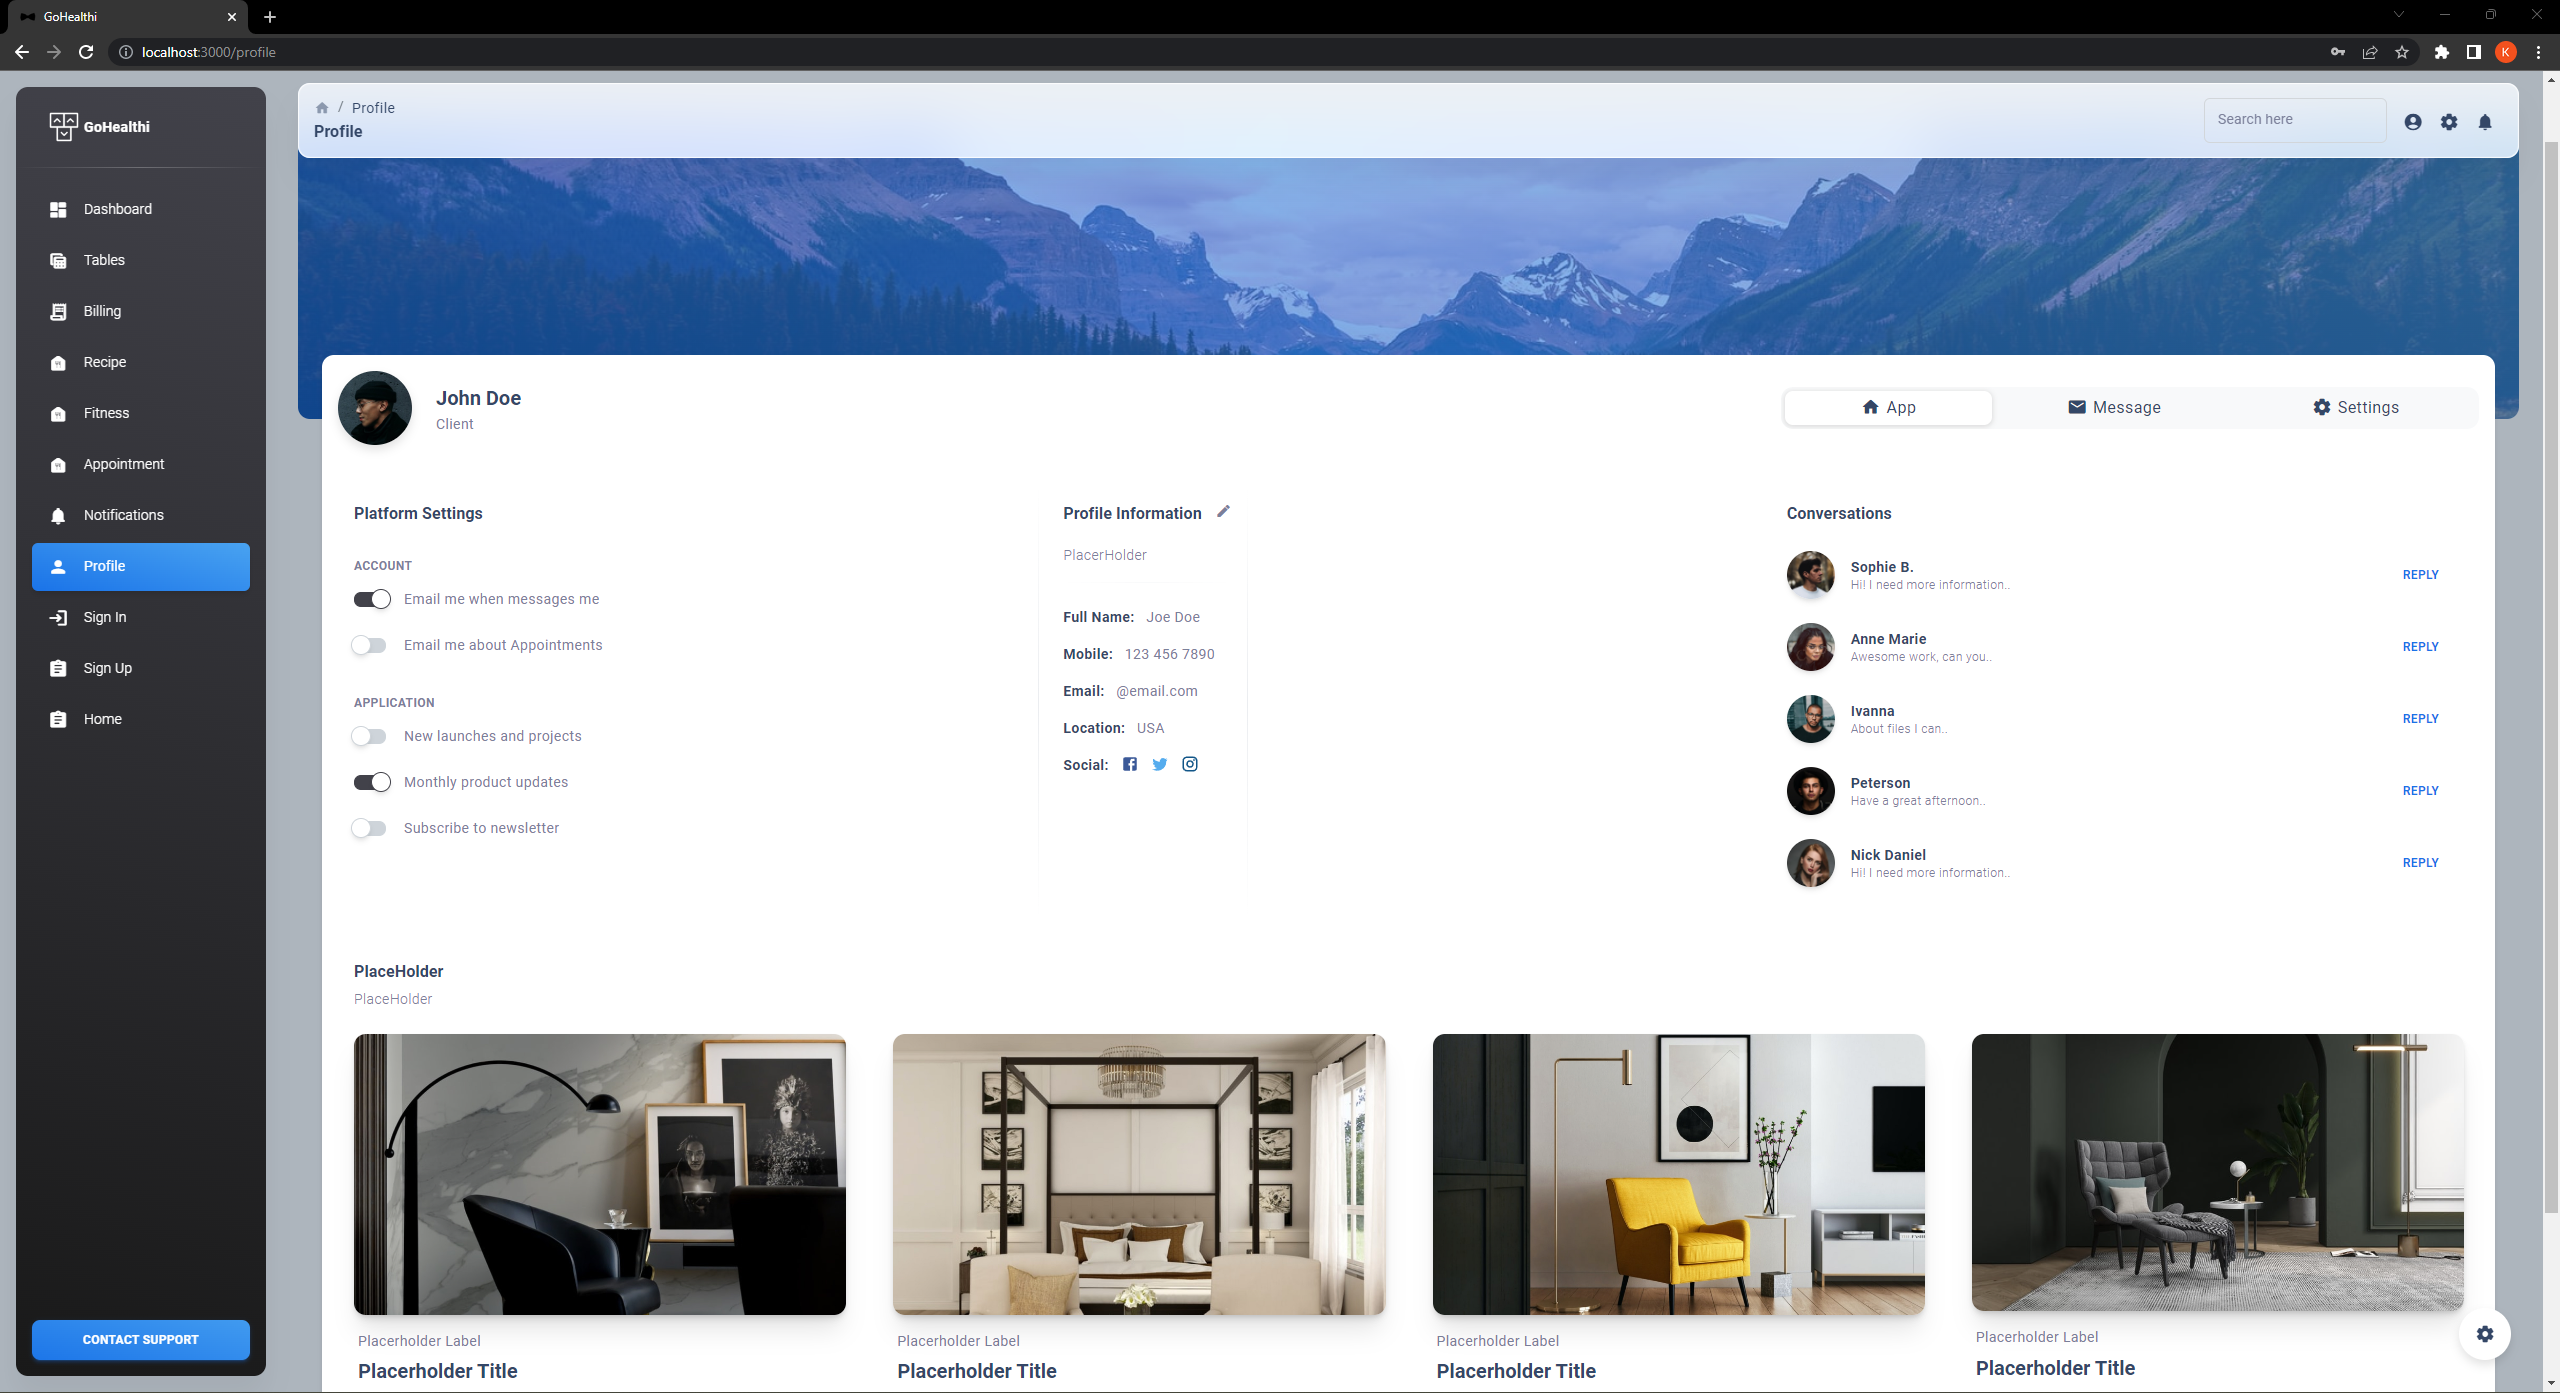 GoHealthi
localhost:3000/profile
K
GoHealthi
Dashboard
Tables
Billing
Recipe
Fitness
Appointment
Notifications
Profile
Sign In
Sign Up
Home
CONTACT SUPPORT
/ Profile
Profile
Search here
John Doe
Client
App
Message
Settings
Platform Settings
ACCOUNT
Email me when messages me
Email me about Appointments
APPLICATION
New launches and projects
Monthly product updates
Subscribe to newsletter
Profile Information
PlacerHolder
Full Name: Joe Doe
Mobile: 123 456 7890
Email: @email.com
Location: USA
Social:
Conversations
Sophie B.
Hi! I need more information..
REPLY
Anne Marie
Awesome work, can you..
REPLY
Ivanna
About files I can..
REPLY
Peterson
Have a great afternoon..
REPLY
Nick Daniel
Hi! I need more information..
REPLY
PlaceHolder
PlaceHolder
Placerholder Label
Placerholder Title
Placerholder Label
Placerholder Title
Placerholder Label
Placerholder Title
Placerholder Label
Placerholder Title